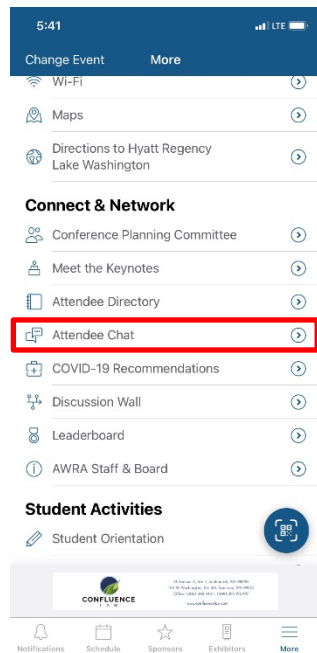 5:41
LTE
Change Event
More
Wi-Fi
Maps
Directions to Hyatt Regency
Lake Washington
Connect & Network
Conference Planning Committee
Meet the Keynotes
Attendee Directory
Attendee Chat
COVID-19 Recommendations
Discussion Wall
Leaderboard
AWRA Staff & Board
Student Activities
Student Orientation
CONFLUENCE
LAW
Notifications
Schedule
Sponsors
Exhibitors
More